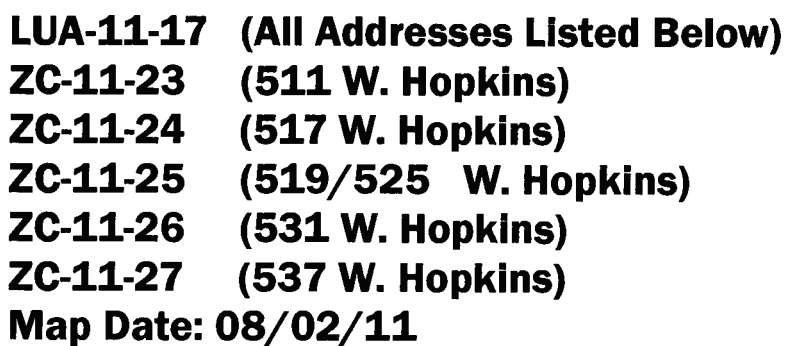 LUA-11-17 (All Addresses Listed Below)
ZC-11-23 (511 W. Hopkins)
ZC-11-24 (517 W. Hopkins)
ZC-11-25 (519/525 W. Hopkins)
ZC-11-26 (531 W. Hopkins)
ZC-11-27 (537 W. Hopkins)
Map Date: 08/02/11